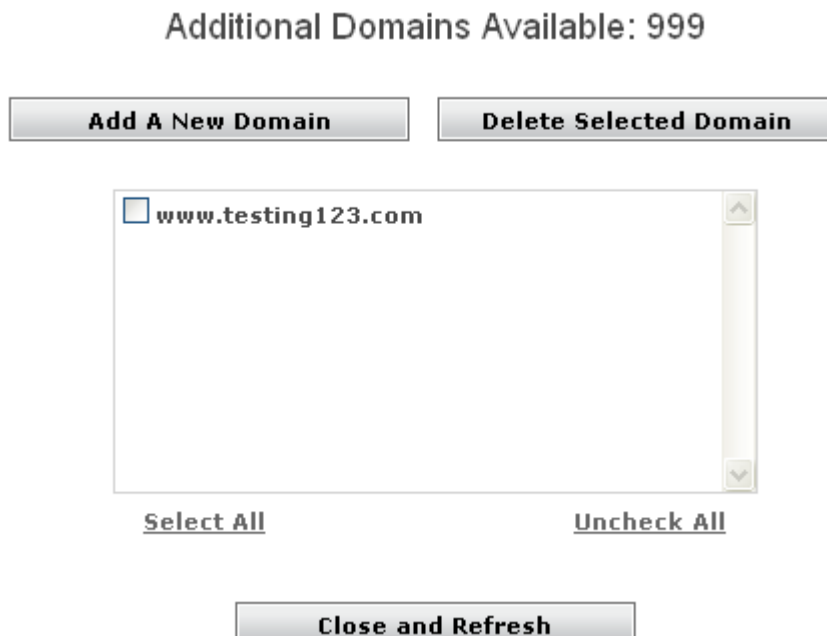 Additional Domains Available: 999
Add A New Domain Delete Selected Domain
www.testing123.com
Select All Uncheck All
Close and Refresh